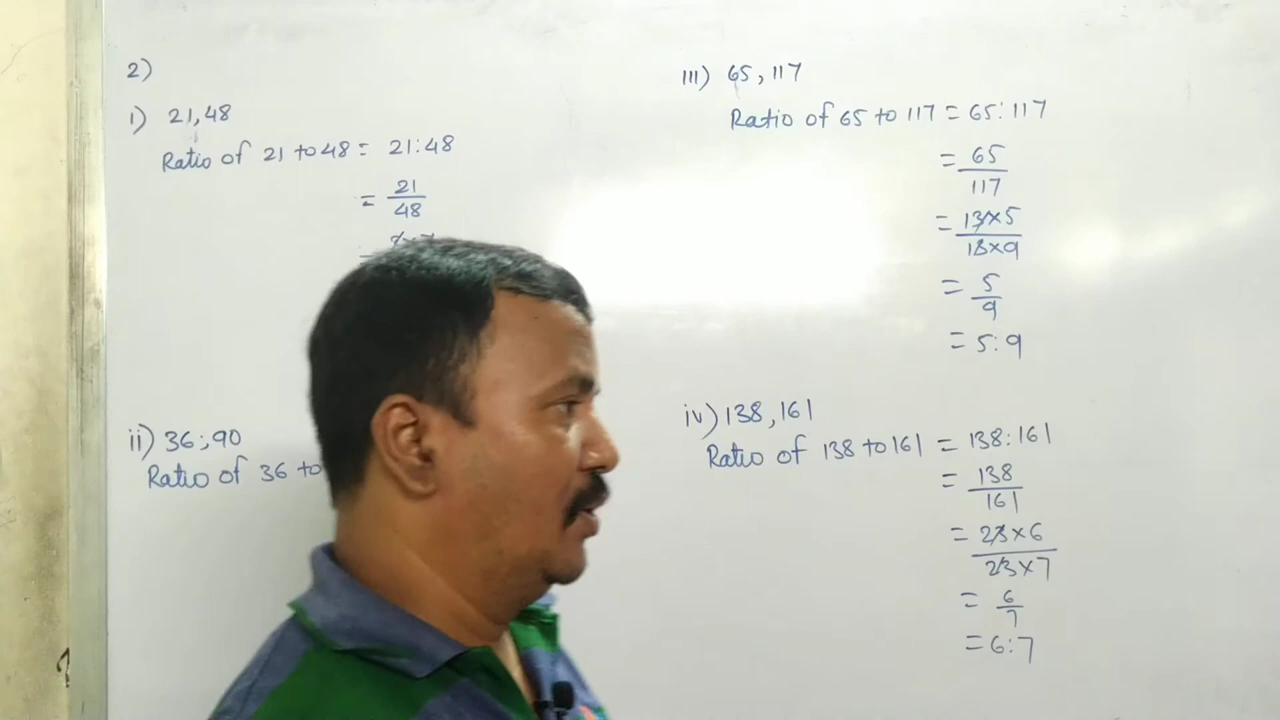 2)
i) 21,48
Ratio of 21 to 48 = 21:48
= 21/48
=
ii) 36,90
Ratio of 36 to
iii) 65, 117
Ratio of 65 to 117 = 65:117
= 65/117
= 13×5/13×9
= 5/9
= 5:9
iv) 138, 161
Ratio of 138 to 161 = 138:161
= 138/161
= 23×6/23×7
= 6/7
= 6:7